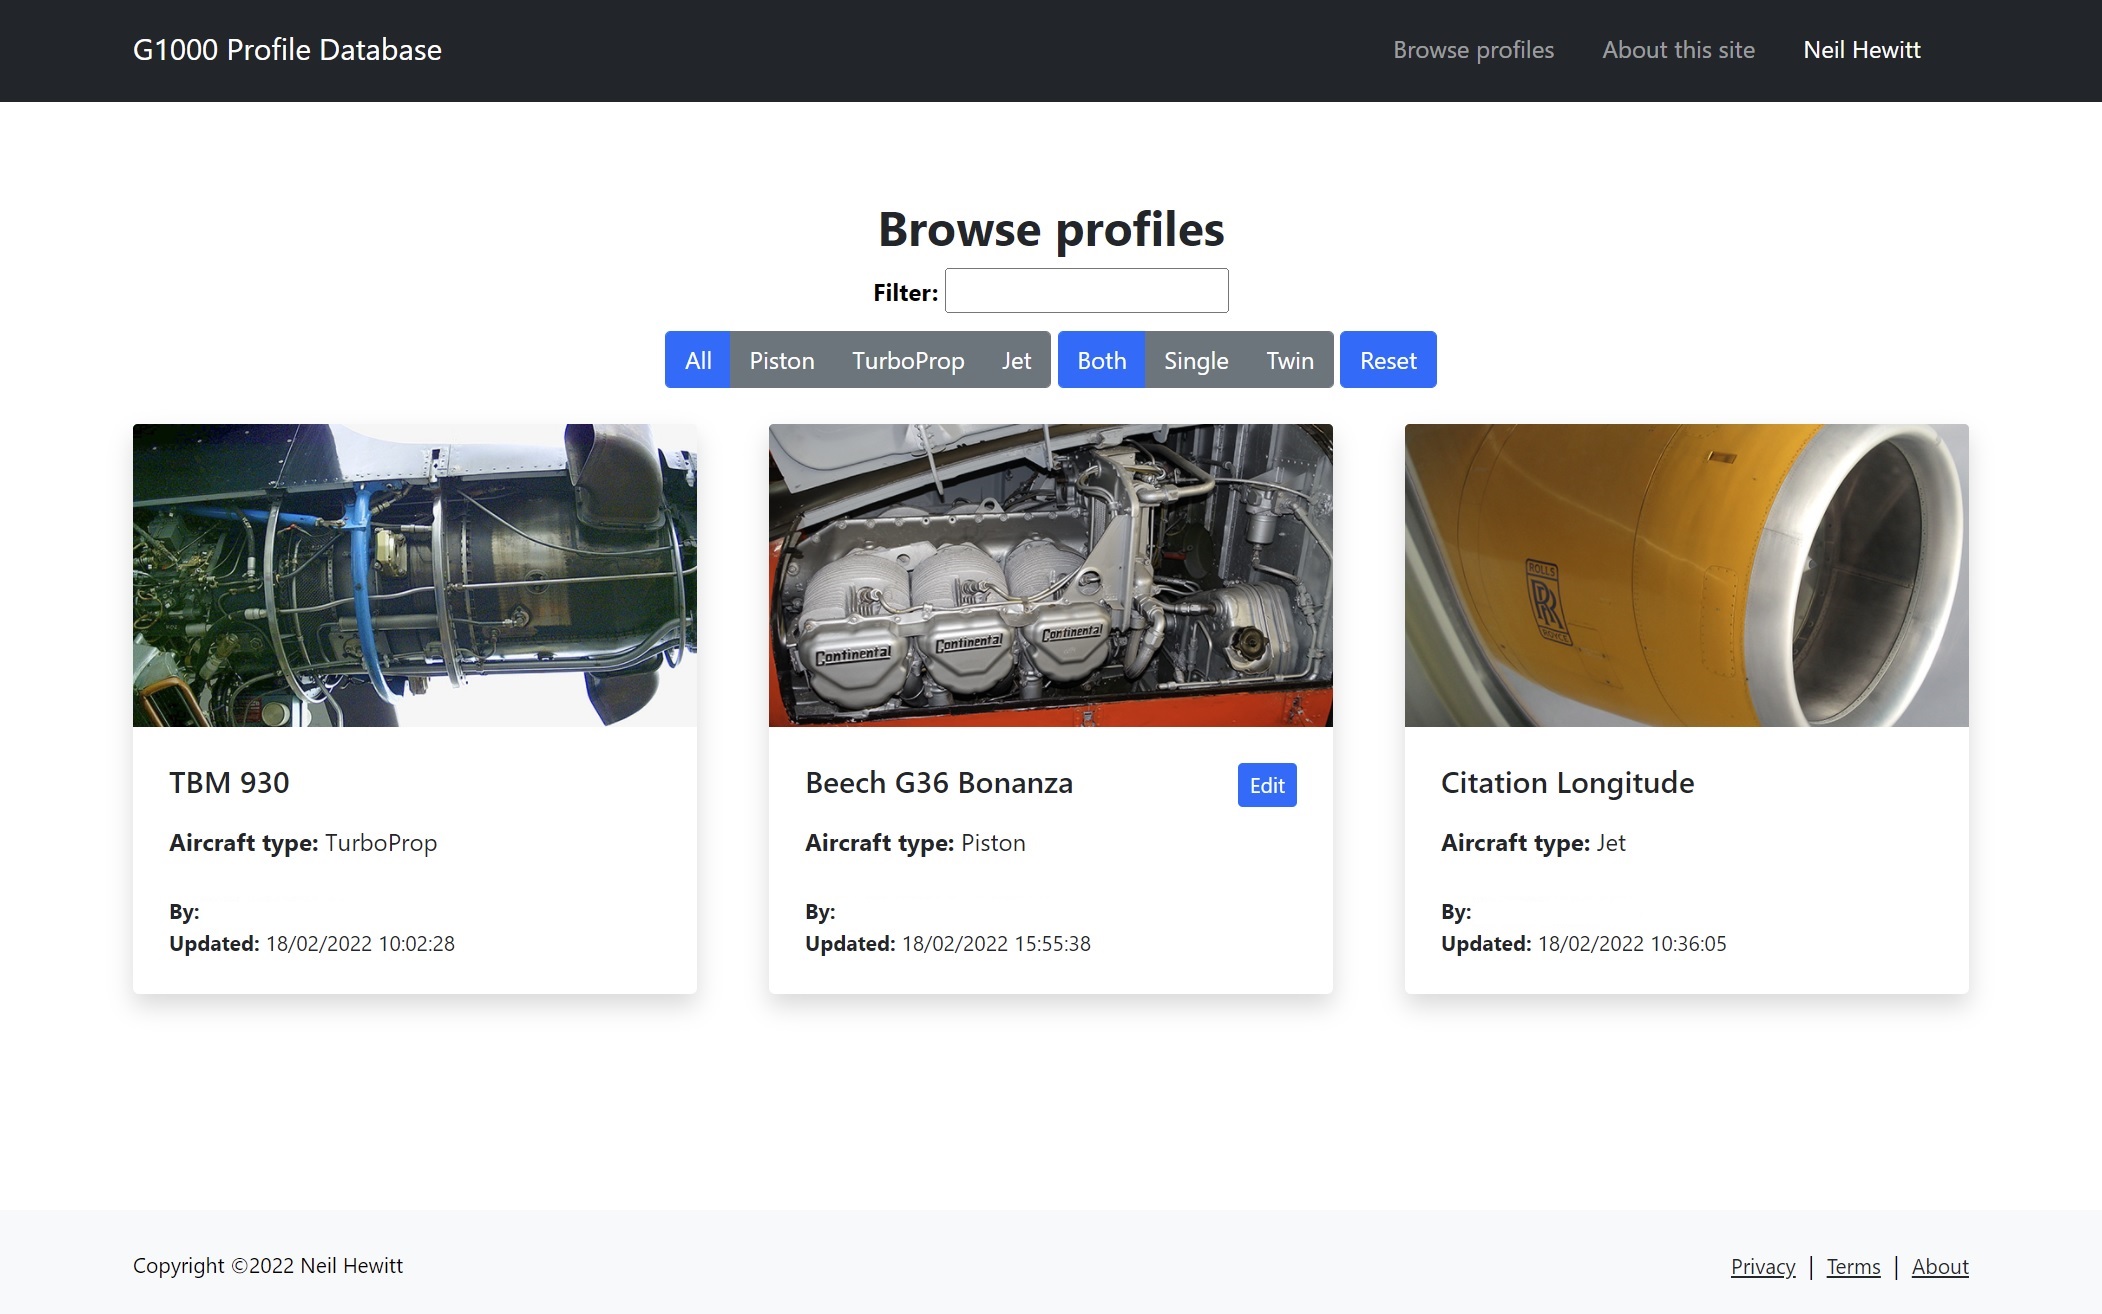 G1000 Profile Database Browse profiles About this site Neil Hewitt
Browse profiles
Filter:
All Piston TurboProp Jet Both Single Twin Reset
Continental Continental Continental
ROLLS
RR
ROYCE
TBM 930
Aircraft type: TurboProp
By:
Updated: 18/02/2022 10:02:28
Beech G36 Bonanza Edit
Aircraft type: Piston
By:
Updated: 18/02/2022 15:55:38
Citation Longitude
Aircraft type: Jet
By:
Updated: 18/02/2022 10:36:05
Copyright ©2022 Neil Hewitt Privacy | Terms | About